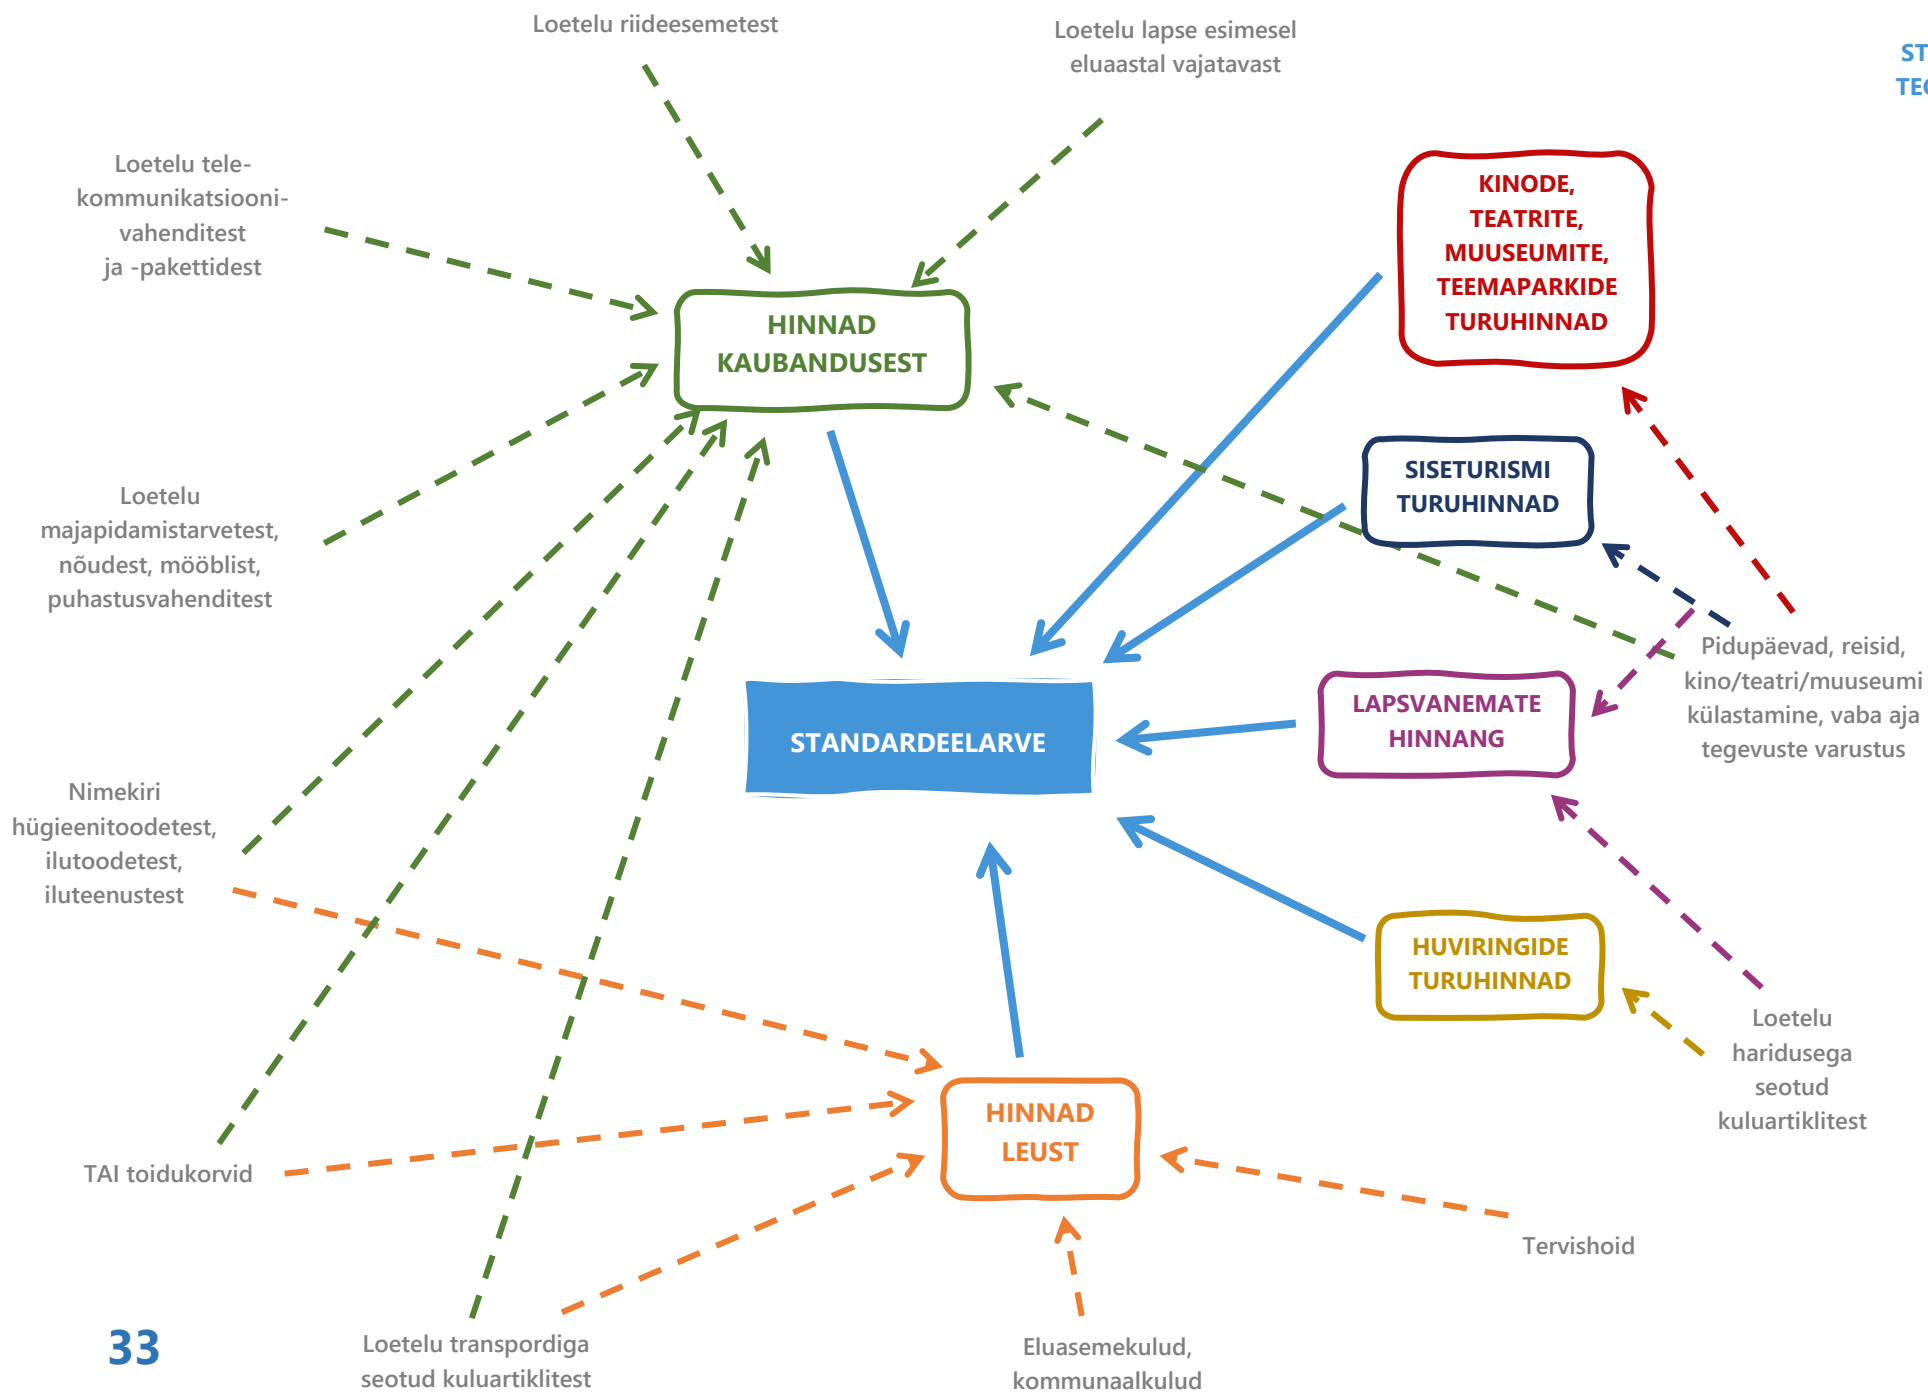 Loetelu riideesemetest
Loetelu lapse esimesel
eluaastal vajatavast
Loetelu tele-
kommunikatsiooni-
vahenditest
ja -pakettidest
KINODE,
TEATRITE,
MUUSEUMITE,
TEEMAPARKIDE
TURUHINNAD
HINNAD
KAUBANDUSEST
SISETURISMI
TURUHINNAD
Loetelu
majapidamistarvetest,
nõudest, mööblist,
puhastusvahenditest
Pidupäevad, reisid,
kino/teatri/muuseumi
külastamine, vaba aja
tegevuste varustus
LAPSVANEMATE
HINNANG
STANDARDEELARVE
Nimekiri
hügieenitoodetest,
ilutoodetest,
iluteenustest
HUVIRINGIDE
TURUHINNAD
Loetelu
haridusega
seotud
kuluartiklitest
HINNAD
LEUST
TAI toidukorvid
Tervishoid
Loetelu transpordiga
seotud kuluartiklitest
Eluasemekulud,
kommunaalkulud
33